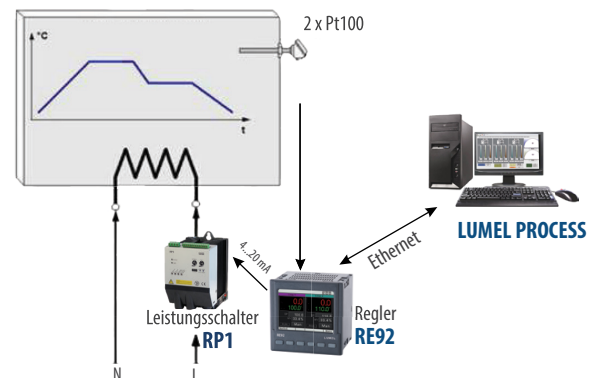 2 x Pt100
°C
t
LUMEL PROCESS
Ethernet
4...20 mA
Leistungsschalter
RP1
Regler
RE92
N
L